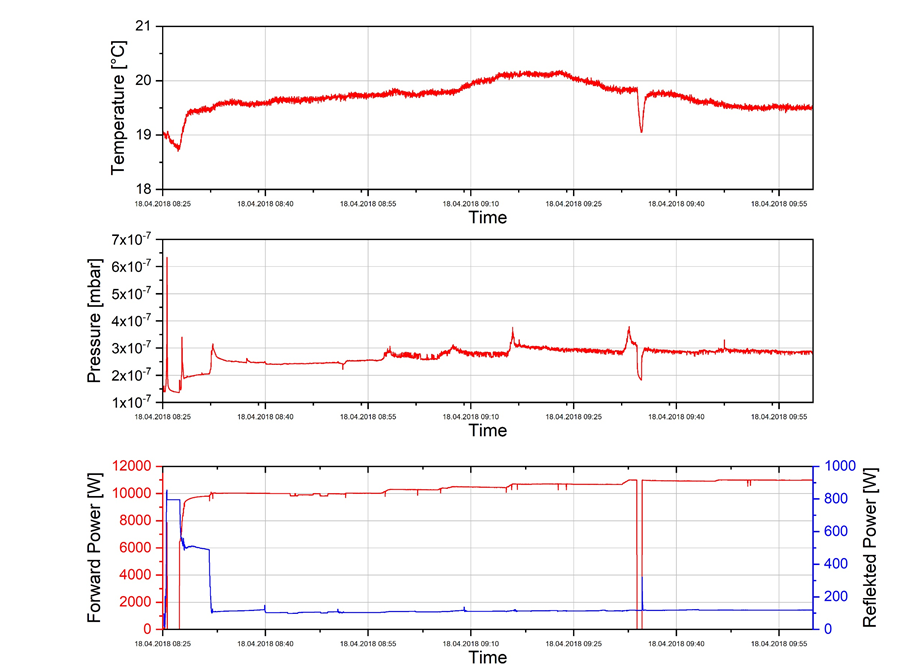 21
20
19
18
Temperature [°C]
18.04.2018 08:25 18.04.2018 08:40 18.04.2018 08:55 18.04.2018 09:10 18.04.2018 09:25 18.04.2018 09:40 18.04.2018 09:55
Time
7x10⁻⁷
6x10⁻⁷
5x10⁻⁷
4x10⁻⁷
3x10⁻⁷
2x10⁻⁷
1x10⁻⁷
Pressure [mbar]
18.04.2018 08:25 18.04.2018 08:40 18.04.2018 08:55 18.04.2018 09:10 18.04.2018 09:25 18.04.2018 09:40 18.04.2018 09:55
Time
12000 1000
10000 800
8000 600
6000 400
4000 200
2000 0
0
Forward Power [W]
Reflekted Power [W]
18.04.2018 08:25 18.04.2018 08:40 18.04.2018 08:55 18.04.2018 09:10 18.04.2018 09:25 18.04.2018 09:40 18.04.2018 09:55
Time